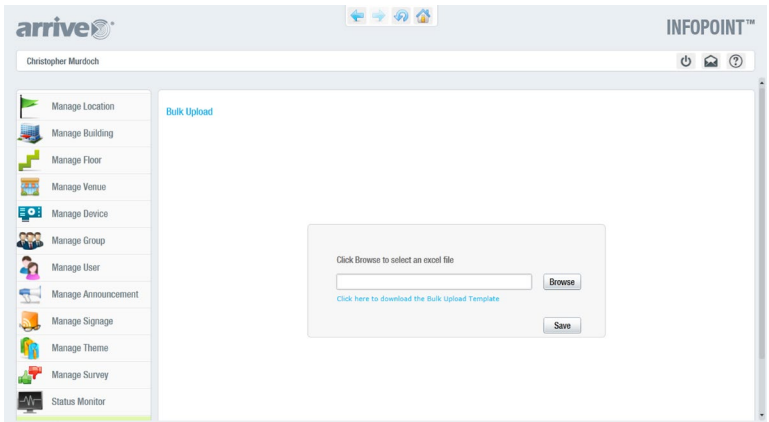 arrive
INFOPOINT™
Christopher Murdoch
Manage Location
Manage Building
Manage Floor
Manage Venue
Manage Device
Manage Group
Manage User
Manage Announcement
Manage Signage
Manage Theme
Manage Survey
Status Monitor
Bulk Upload
Click Browse to select an excel file
Browse
Click here to download the Bulk Upload Template
Save